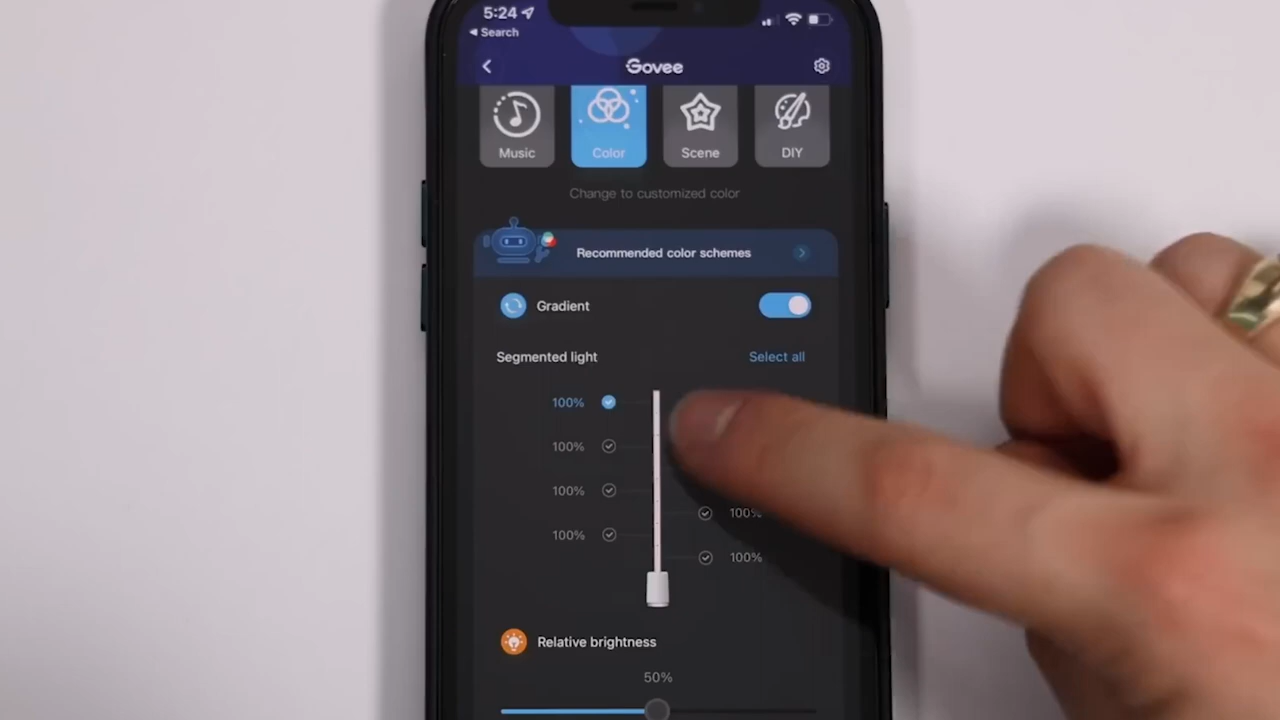 5:24
Search
Govee
Music
Color
Scene
DIY
Change to customized color
Recommended color schemes
Gradient
Segmented light
Select all
100%
100%
100%
100%
100%
100%
Relative brightness
50%